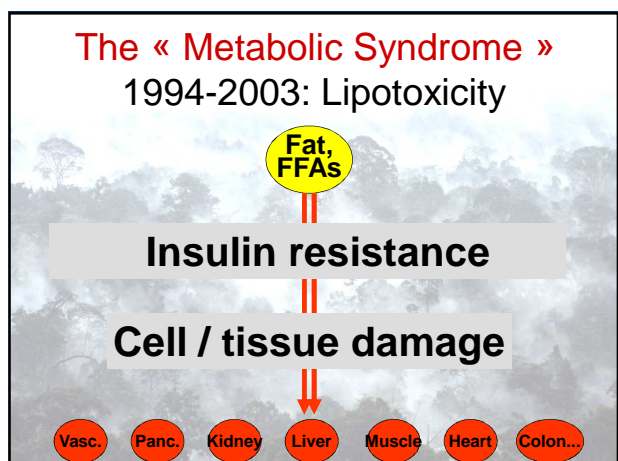 The « Metabolic Syndrome »
1994-2003: Lipotoxicity
Fat,
FFAs
Insulin resistance
Cell / tissue damage
Vasc. Panc. Kidney Liver Muscle Heart Colon...